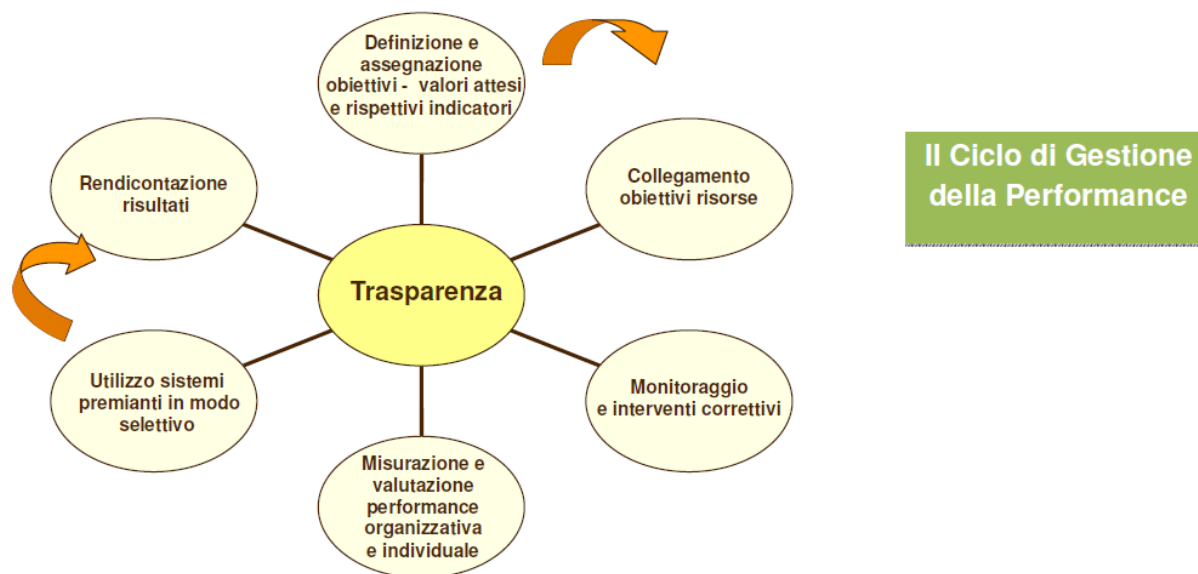 Definizione e
assegnazione
obiettivi - valori attesi
e rispettivi indicatori
Collegamento
obiettivi risorse
Monitoraggio
e interventi correttivi
Misurazione e
valutazione
performance
organizzativa
e individuale
Utilizzo sistemi
premianti in modo
selettivo
Rendicontazione
risultati
Trasparenza
Il Ciclo di Gestione
della Performance